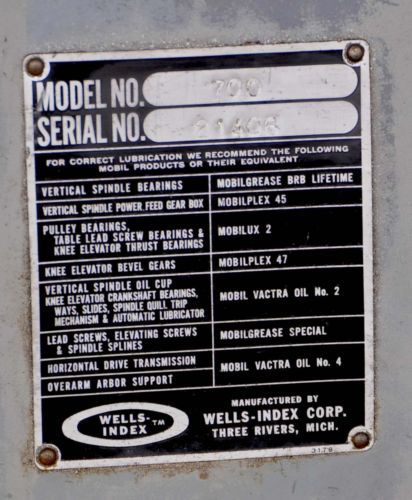 MODEL NO. 700
SERIAL NO.
FOR CORRECT LUBRICATION WE RECOMMEND THE FOLLOWING
MOBIL PRODUCTS OR THEIR EQUIVALENT
VERTICAL SPINDLE BEARINGS MOBILGREASE BRB LIFETIME
VERTICAL SPINDLE POWER FEED GEAR BOX MOBILPLEX 45
PULLEY BEARINGS,
TABLE LEAD SCREW BEARINGS & MOBILUX 2
KNEE ELEVATOR THRUST BEARINGS
KNEE ELEVATOR BEVEL GEARS MOBILPLEX 47
VERTICAL SPINDLE OIL CUP
KNEE ELEVATOR CRANKSHAFT BEARINGS,
WAYS, SLIDES, SPINDLE QUILL TRIP MOBIL VACTRA OIL No. 2
MECHANISM & AUTOMATIC LUBRICATOR
LEAD SCREWS, ELEVATING SCREWS MOBILGREASE SPECIAL
& SPINDLE SPLINES
HORIZONTAL DRIVE TRANSMISSION MOBIL VACTRA OIL No. 4
OVERARM ARBOR SUPPORT
WELLS-
INDEX TM
MANUFACTURED BY
WELLS-INDEX CORP.
THREE RIVERS, MICH.
3179